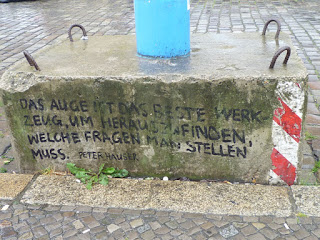 DAS AUGE IST DAS BESTE WERK
ZEUG, UM HERAUSZUFINDEN,
WELCHE FRAGEN MAN STELLEN
MUSS. PETER HAUSER